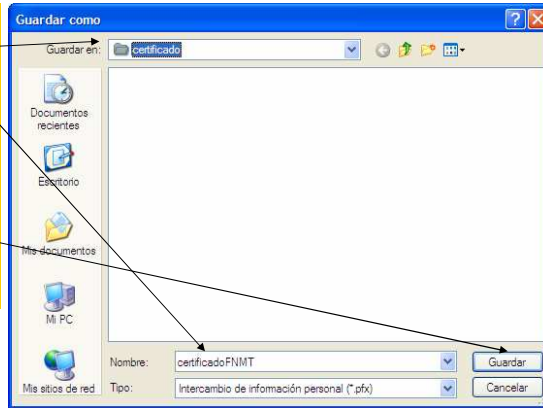 Guardar como
Guardar en: certificado
Documentos
recientes
Escritorio
Mis documentos
Mi PC
Mis sitios de red
Nombre: certificadoFNMT Guardar
Tipo: Intercambio de información personal (*.pfx) Cancelar